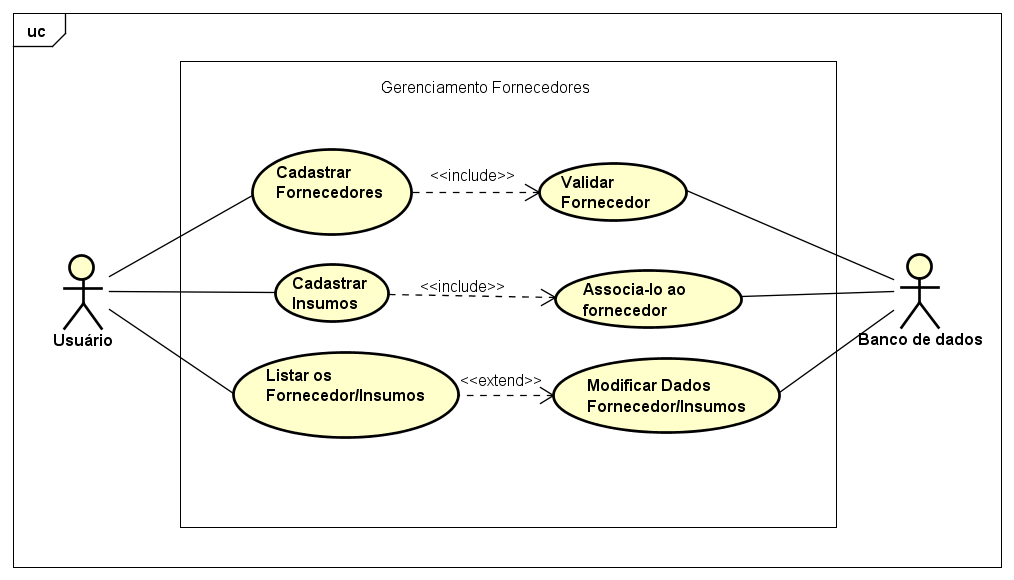 uc
Gerenciamento Fornecedores
Cadastrar
Fornecedores
<<include>>
Validar
Fornecedor
Cadastrar
Insumos
<<include>>
Associa-lo ao
fornecedor
Usuário
Banco de dados
Listar os
Fornecedor/Insumos
<<extend>>
Modificar Dados
Fornecedor/Insumos